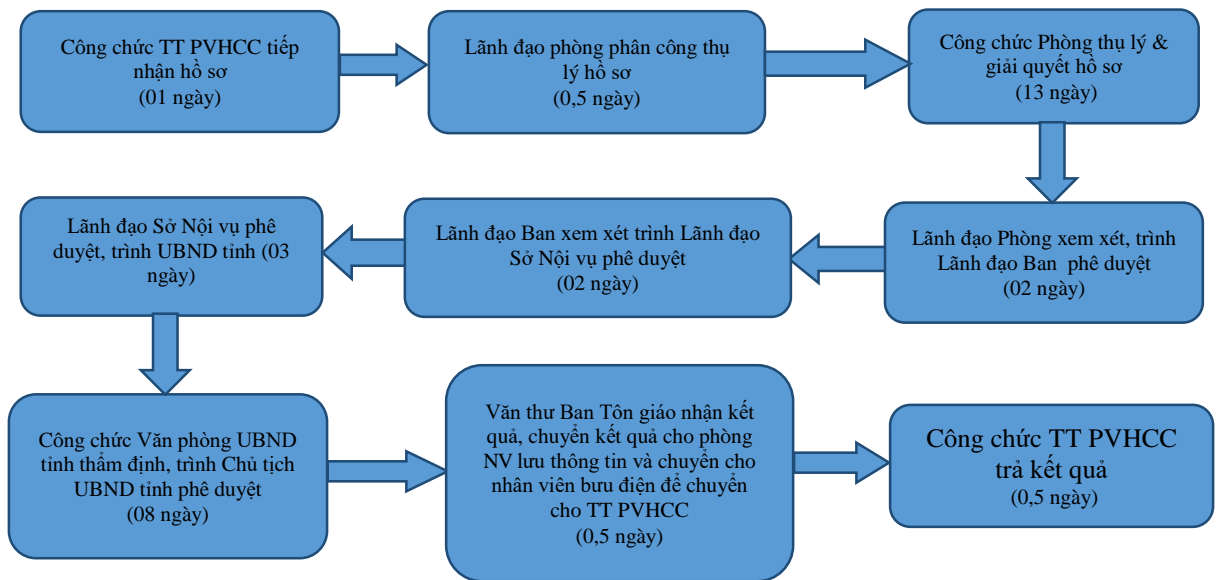 Công chức TT PVHCC tiếp
nhận hồ sơ
(01 ngày)
Lãnh đạo phòng phân công thụ
lý hồ sơ
(0,5 ngày)
Công chức Phòng thụ lý &
giải quyết hồ sơ
(13 ngày)
Lãnh đạo Phòng xem xét, trình
Lãnh đạo Ban phê duyệt
(02 ngày)
Lãnh đạo Ban xem xét trình Lãnh đạo
Sở Nội vụ phê duyệt
(02 ngày)
Lãnh đạo Sở Nội vụ phê
duyệt, trình UBND tỉnh (03
ngày)
Công chức Văn phòng UBND
tỉnh thẩm định, trình Chủ tịch
UBND tỉnh phê duyệt
(08 ngày)
Văn thư Ban Tôn giáo nhận kết
quả, chuyển kết quả cho phòng
NV lưu thông tin và chuyển cho
nhân viên bưu điện để chuyển
cho TT PVHCC
(0,5 ngày)
Công chức TT PVHCC
trả kết quả
(0,5 ngày)